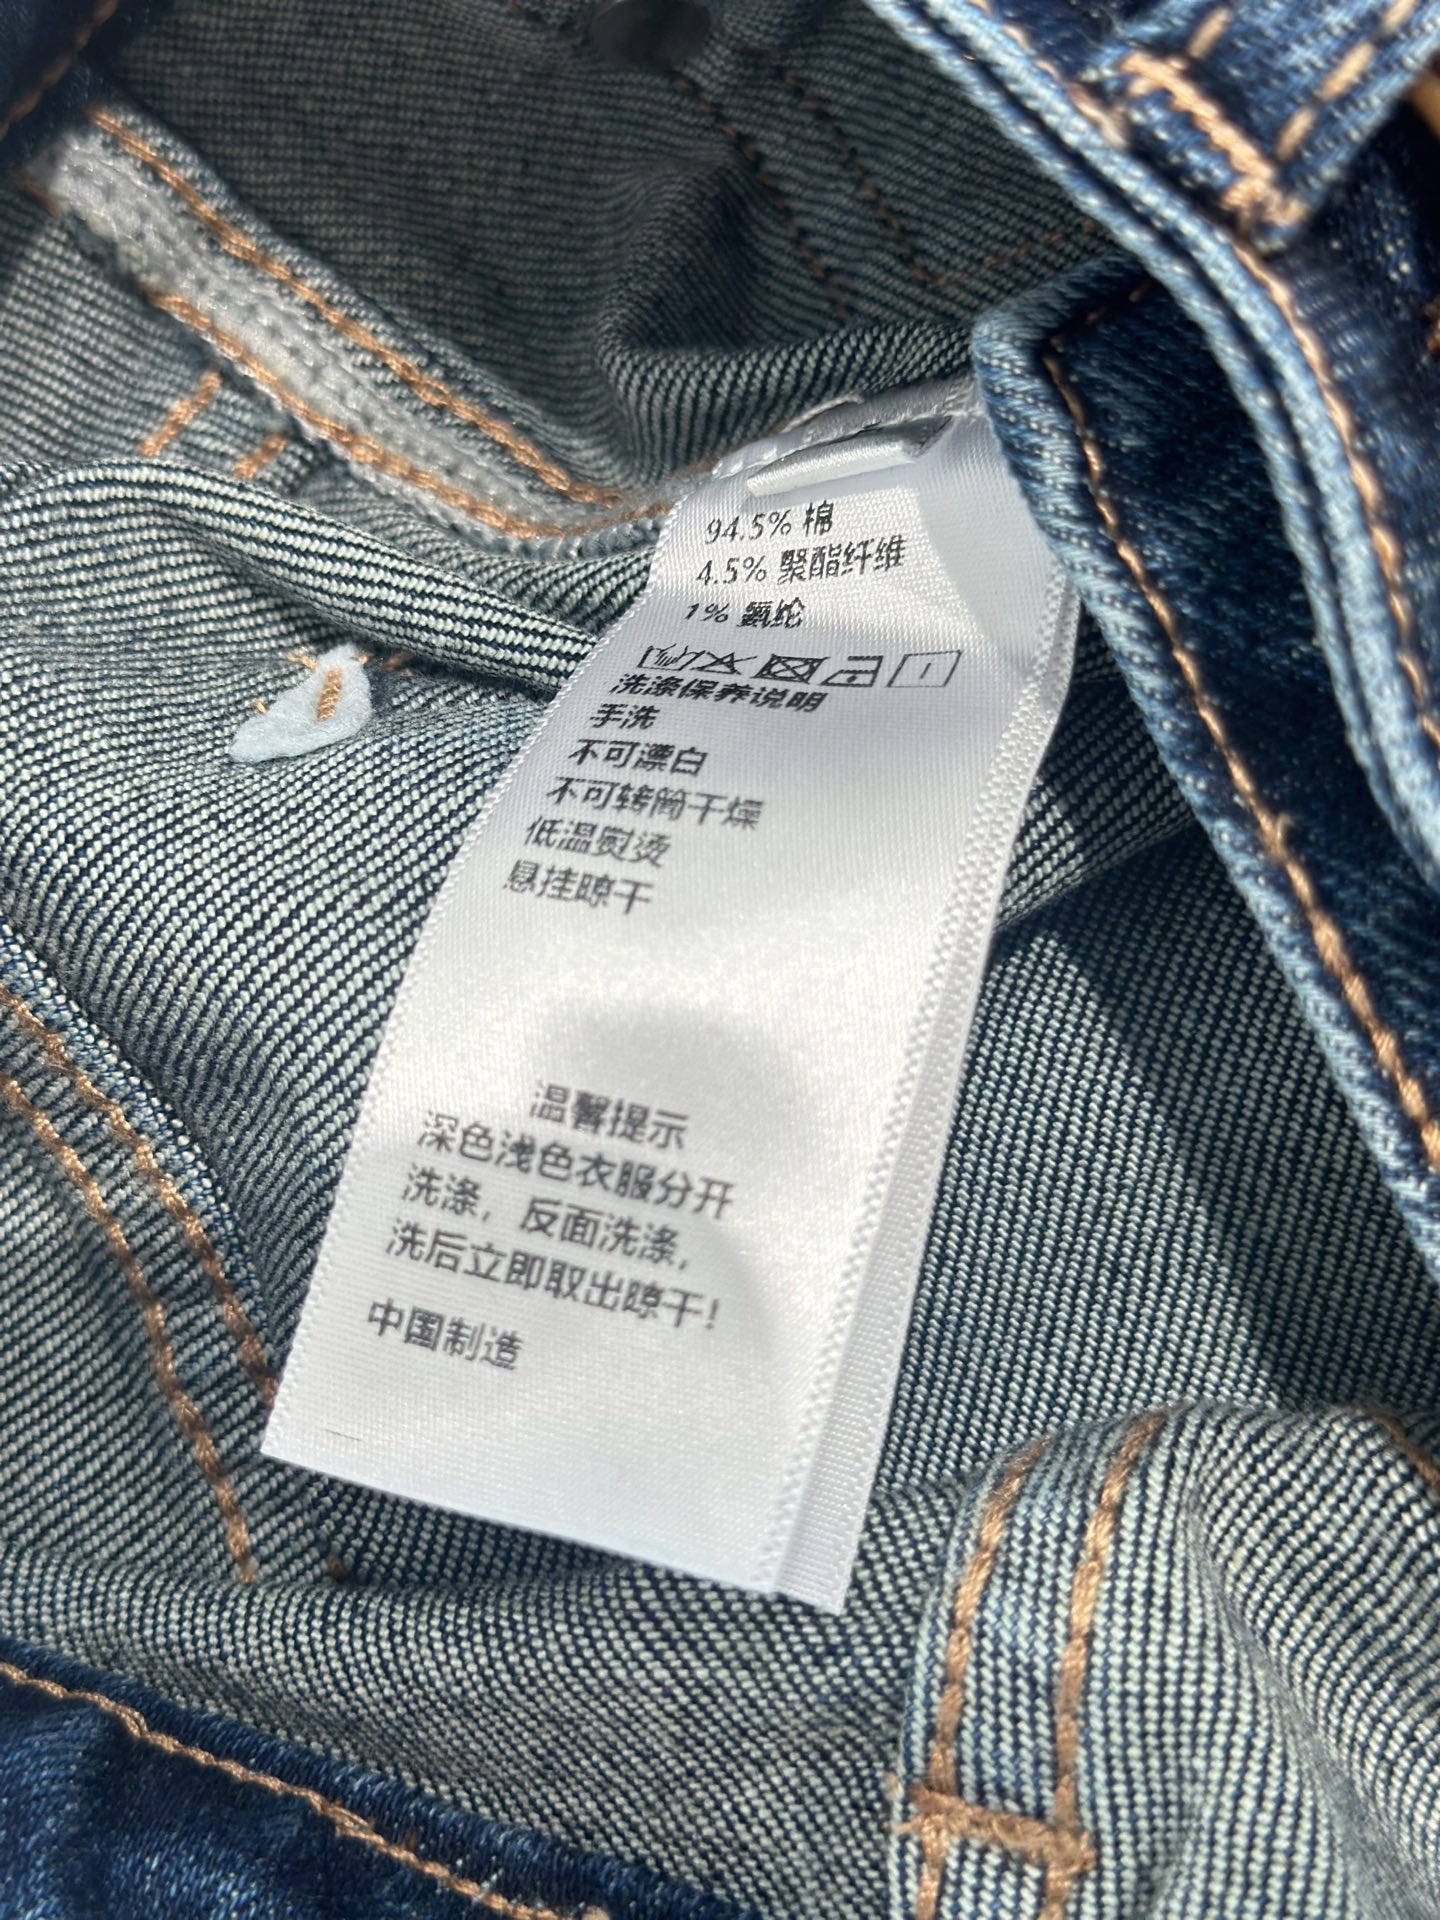 94.5% 棉
4.5% 聚酯纤维
1% 氨纶
洗涤保养说明
手洗
不可漂白
不可转筒干燥
低温熨烫
悬挂晾干
温馨提示
深色浅色衣服分开
洗涤，反面洗涤，
洗后立即取出晾干！
中国制造